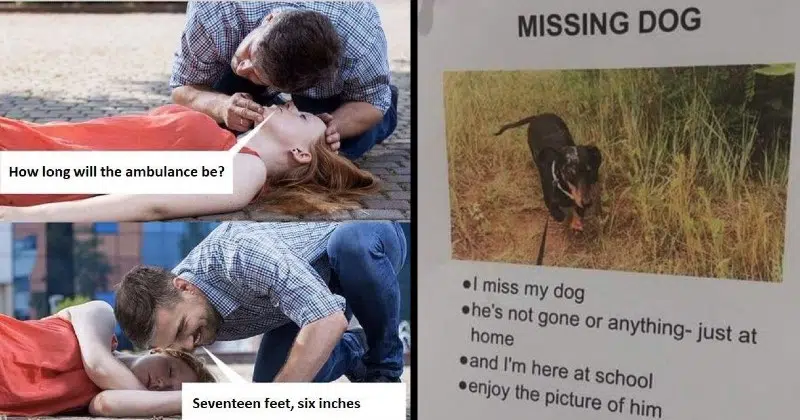 How long will the ambulance be?
Seventeen feet, six inches
MISSING DOG
•I miss my dog
•he's not gone or anything- just at
home
•and I'm here at school
•enjoy the picture of him